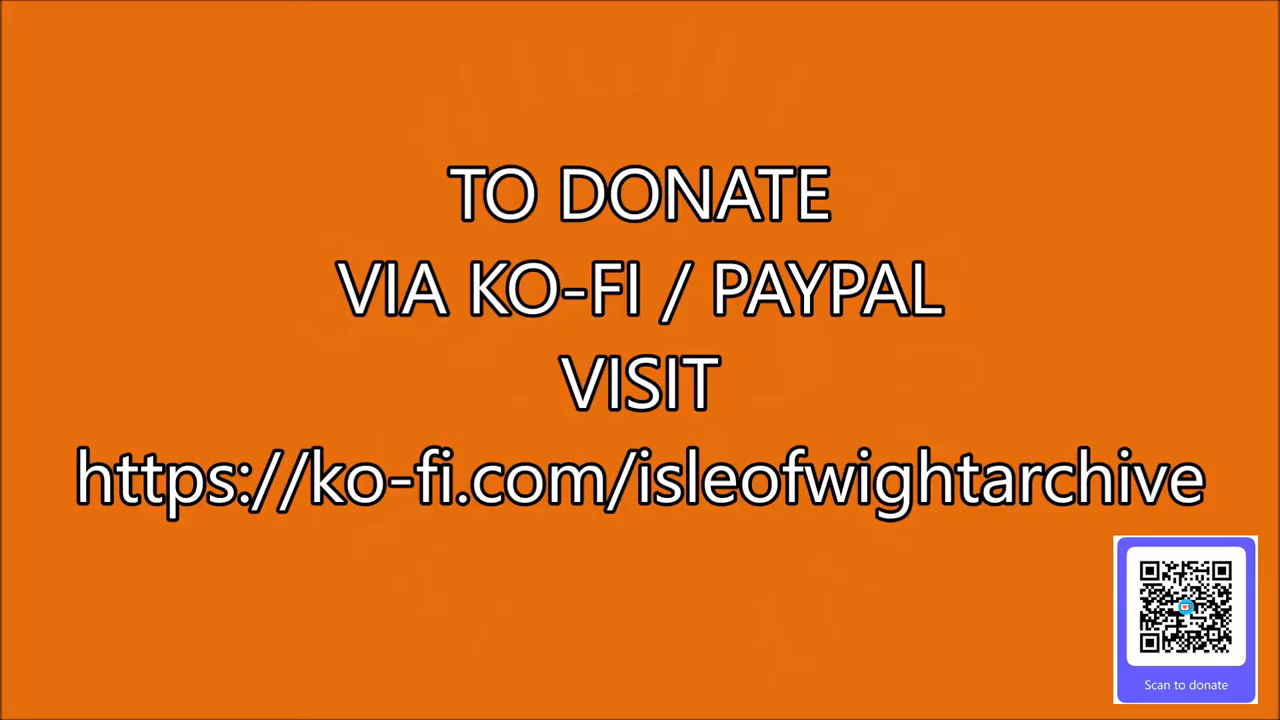 TO DONATE
VIA KO-FI / PAYPAL
VISIT
https://ko-fi.com/isleofwightarchive
Scan to donate